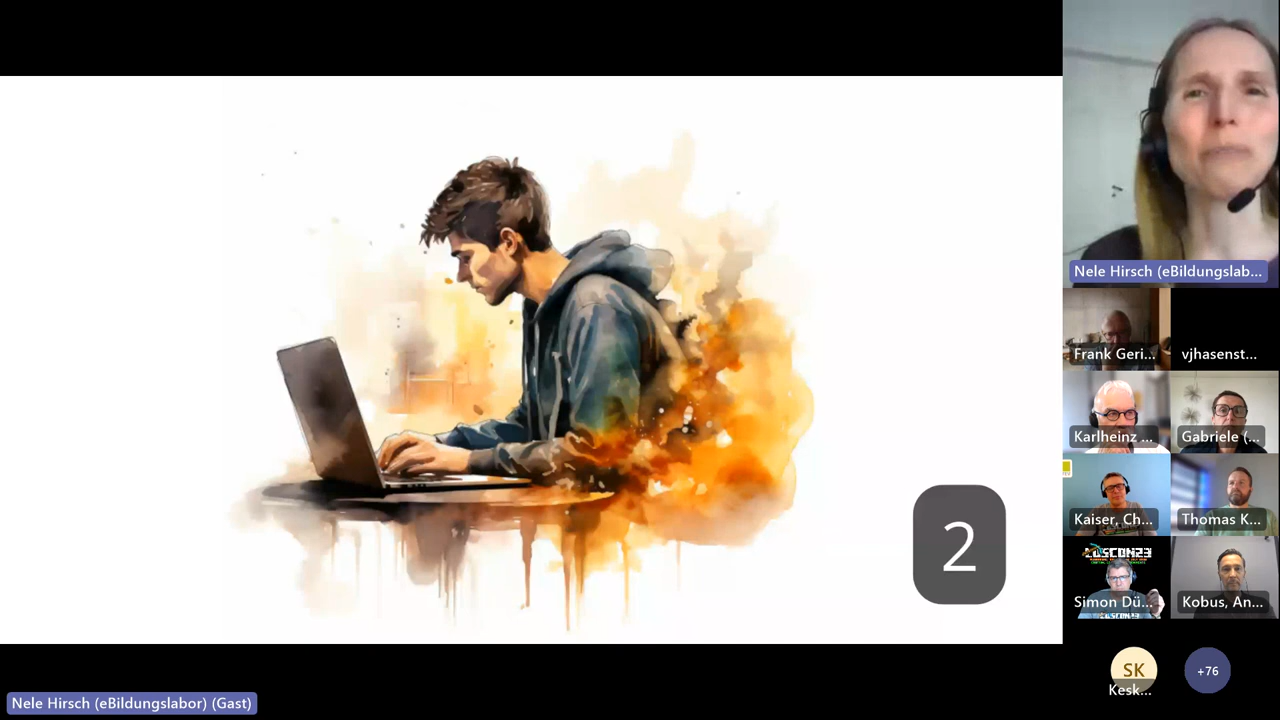 Nele Hirsch (eBildungslab...
Frank Geri...
vjhasenst...
Karlheinz ...
Gabriele (...
Kaiser, Ch...
Thomas K...
Simon Dü...
Kobus, An...
2
SK
Kesk...
+76
Nele Hirsch (eBildungslabor) (Gast)